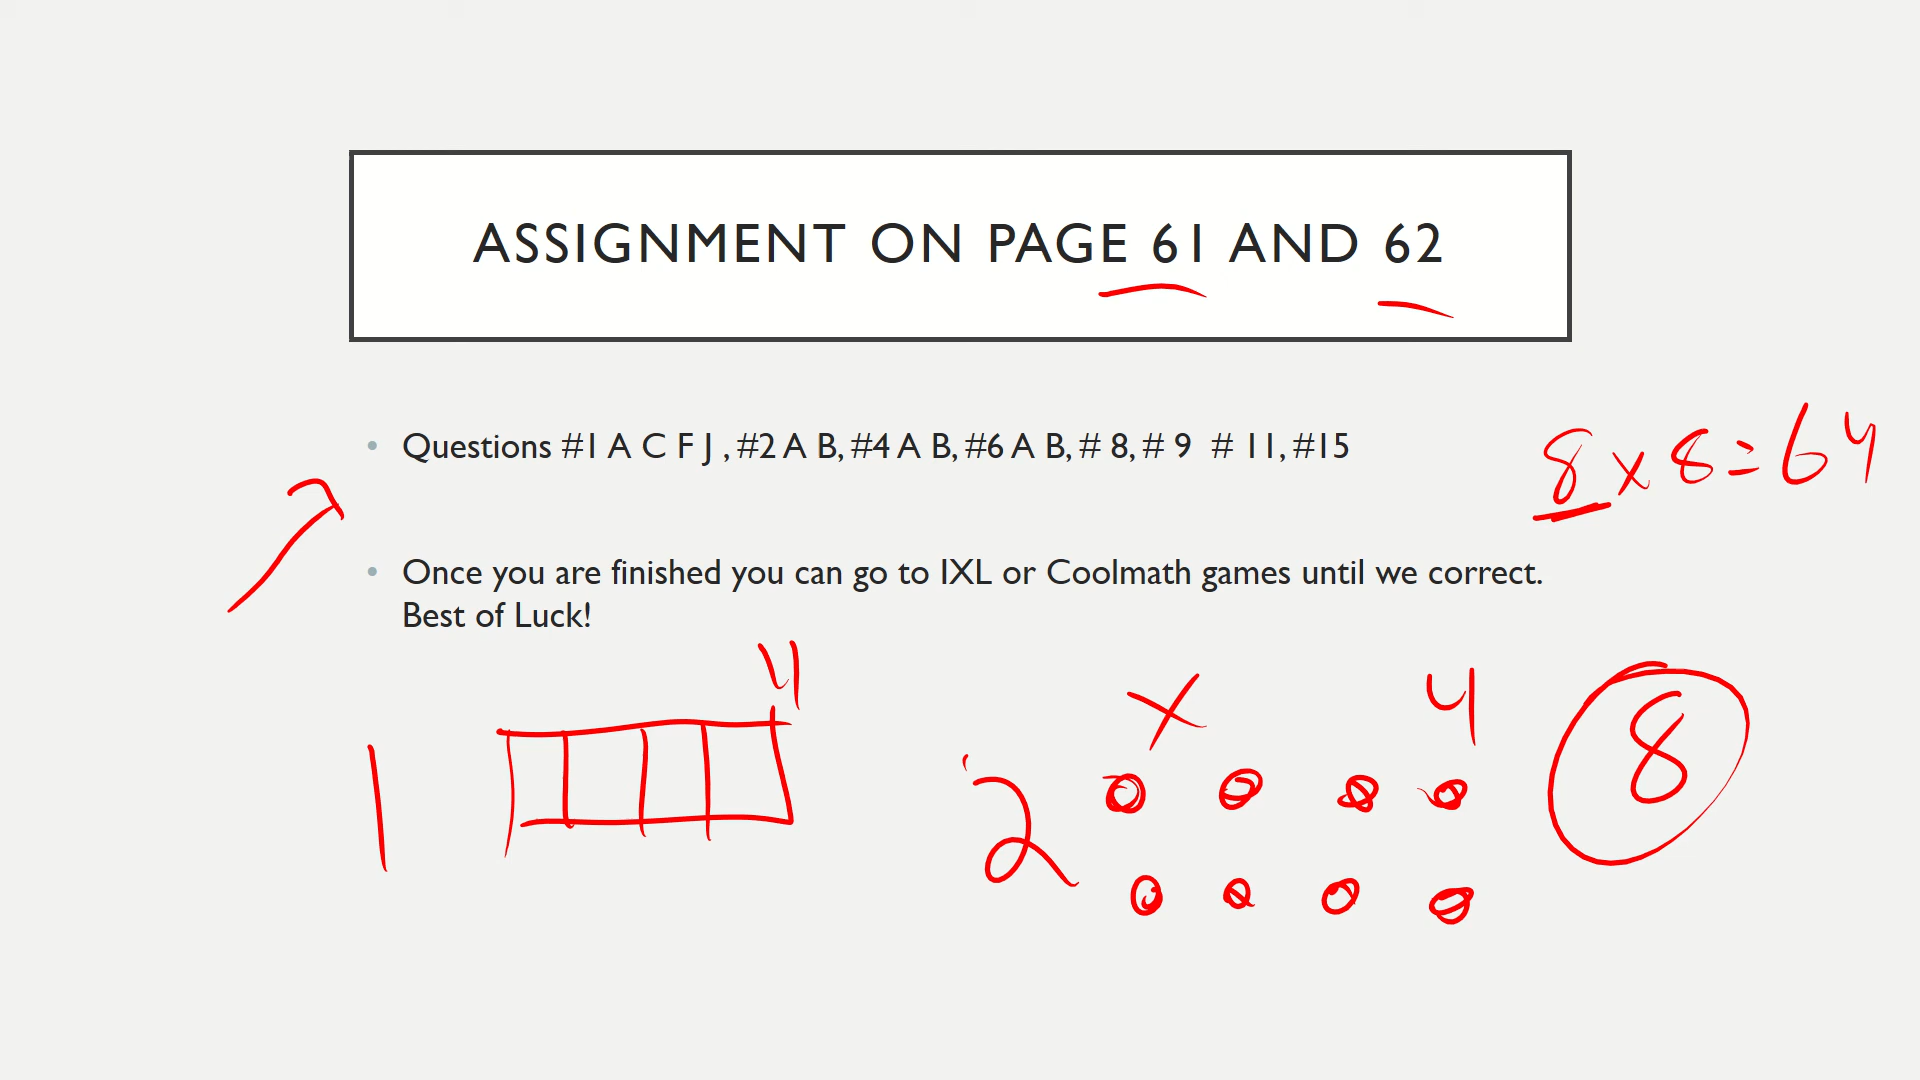 ASSIGNMENT ON PAGE 61 AND 62
• Questions #1 A C F J , #2 A B, #4 A B, #6 A B, # 8, # 9 # 11, #15
8 x 8 = 64
• Once you are finished you can go to IXL or Coolmath games until we correct.
Best of Luck!
4
1
x 4
2
8